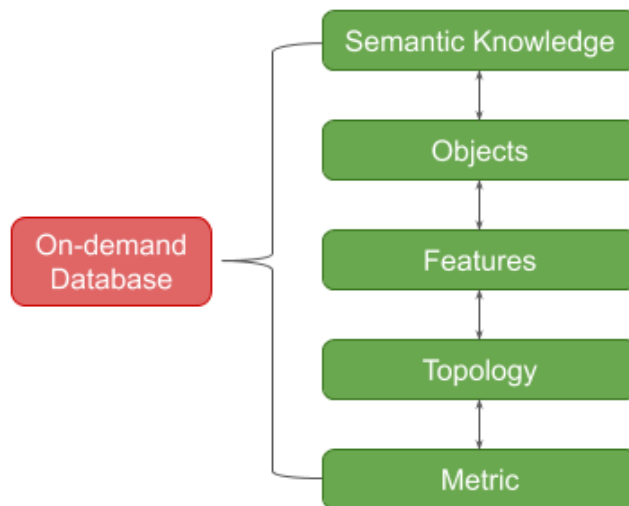 Semantic Knowledge
Objects
On-demand
Database
Features
Topology
Metric